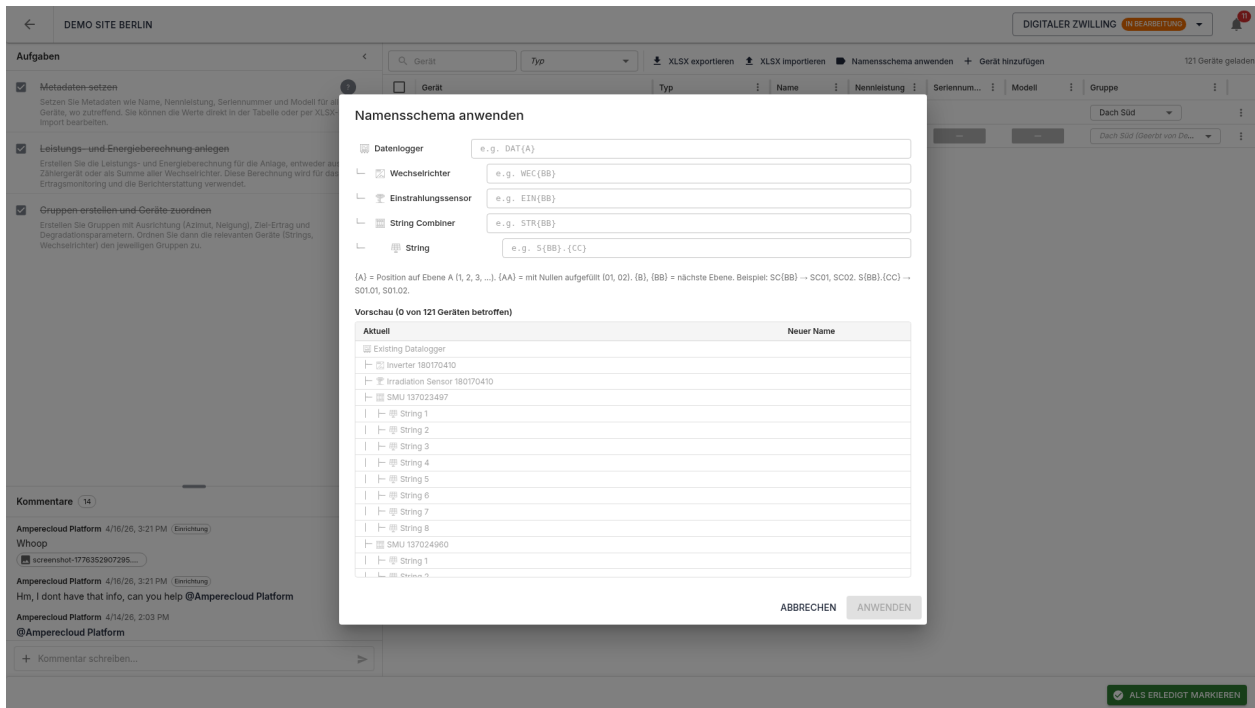 DEMO SITE BERLIN
DIGITALER ZWILLING IN BEARBEITUNG
11
Aufgaben
Gerät
Typ
XLSX exportieren
XLSX importieren
Namensschema anwenden
Gerät hinzufügen
121 Geräte geladen
Metadaten setzen
Setzen Sie Metadaten wie Name, Nennleistung, Seriennummer und Modell für
Geräte, wo zutreffend. Sie können die Werte direkt in der Tabelle oder per XLSX-
Import bearbeiten.
Leistungs- und Energieberechnung anlegen
Erstellen Sie die Leistungs- und Energieberechnung für die Anlage, entweder
Zählergerät oder als Summe aller Wechselrichter. Diese Berechnung wird für das
Ertragsmonitoring und die Berichterstattung verwendet.
Gruppen erstellen und Geräte zuordnen
Erstellen Sie Gruppen mit Ausrichtung (Azimut, Neigung), Ziel-Ertrag und
Degradationsparametern. Ordnen Sie dann die relevanten Geräte (Strings,
Wechselrichter) den jeweiligen Gruppen zu.
Gerät Typ Name Nennleistung Seriennum... Modell Gruppe
Dach Süd
— — Dach Süd (Geerbt von Da...
Namensschema anwenden
Datenlogger e.g. DAT{A}
Wechselrichter e.g. WEC{BB}
Einstrahlungssensor e.g. EIN{BB}
String Combiner e.g. STR{BB}
String e.g. S{BB}.{CC}
{A} = Position auf Ebene A (1, 2, 3, ...). {AA} = mit Nullen aufgefüllt (01, 02). {B}, {BB} = nächste Ebene. Beispiel: SC{BB} → SC01, SC02. S{BB}.{CC} →
S01.01, S01.02.
Vorschau (0 von 121 Geräten betroffen)
Aktuell Neuer Name
Existing Datalogger
Inverter 180170410
Irradiation Sensor 180170410
SMU 137023497
String 1
String 2
String 3
String 4
String 5
String 6
String 7
String 8
SMU 137024960
String 1
String 2
ABBRECHEN ANWENDEN
Kommentare 14
Amperecloud Platform 4/16/26, 3:21 PM Einrichtung
Whoop
screenshot-1776352907295....
Amperecloud Platform 4/16/26, 3:21 PM Einrichtung
Hm, I dont have that info, can you help @Amperecloud Platform
Amperecloud Platform 4/14/26, 2:03 PM
@Amperecloud Platform
Kommentar schreiben...
ALS ERLEDIGT MARKIEREN